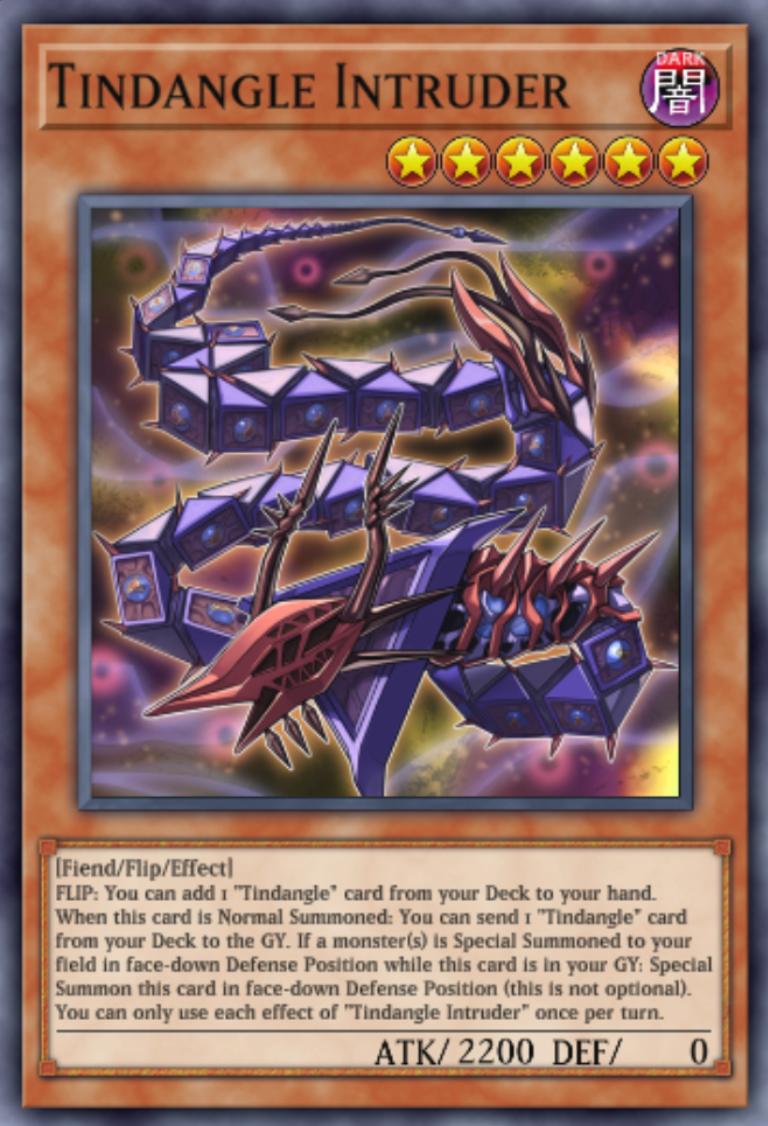 TINDANGLE INTRUDER
DARK
闇
[Fiend/Flip/Effect]
FLIP: You can add 1 "Tindangle" card from your Deck to your hand.
When this card is Normal Summoned: You can send 1 "Tindangle" card
from your Deck to the GY. If a monster(s) is Special Summoned to your
field in face-down Defense Position while this card is in your GY: Special
Summon this card in face-down Defense Position (this is not optional).
You can only use each effect of "Tindangle Intruder" once per turn.
ATK/ 2200 DEF/ 0